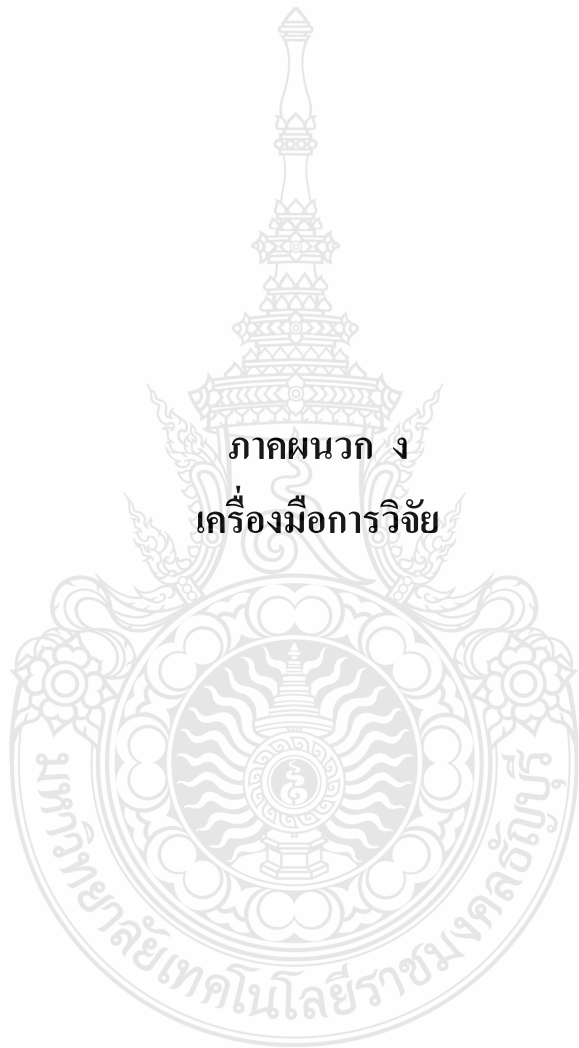 ภาคผนวก ง
เครื่องมือการวิจัย
มหาวิทยาลัยเทคโนโลยีราชมงคลธัญบุรี